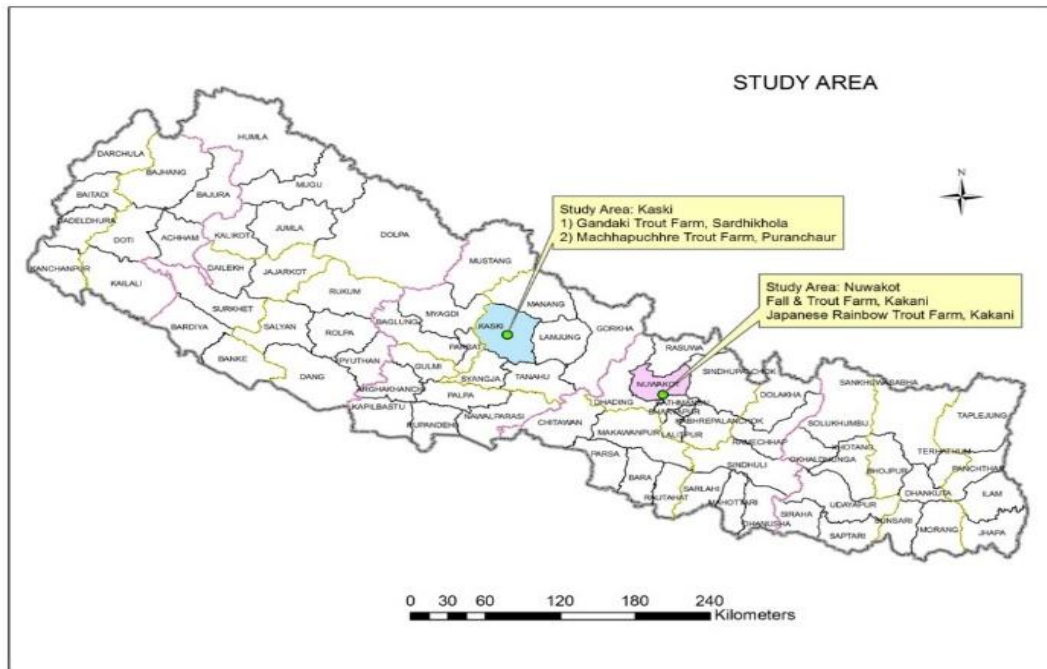 STUDY AREA
N
Study Area: Kaski
1) Gandaki Trout Farm, Sardhikhola
2) Machhapuchhre Trout Farm, Puranchaur
Study Area: Nuwakot
Fall & Trout Farm, Kakani
Japanese Rainbow Trout Farm, Kakani
HUMLA
DARCHULA
BAJHANG
MUGU
BAITADI
BAJURA
DADELDHURA
DOTI
ACHHAM
KALIKOT
JUMLA
DOLPA
KANCHANPUR
KAILALI
DAILEKH
JAJARKOT
MUSTANG
RUKUM
MANANG
SURKHET
MYAGDI
KASKI
LAMJUNG
GORKHA
BARDIYA
SALYAN
ROLPA
BAGLUNG
PARBAT
RASUWA
BANKE
DANG
PYUTHAN
GULMI
SYANGJA
TANAHU
NUWAKOT
SINDHUPALCHOK
ARGHAKHANCHI
PALPA
DHADING
KATHMANDU
BHAKTAPUR
DOLAKHA
SANKHUWASABHA
TAPLEJUNG
KAPILBASTU
RUPANDEHI
NAWALPARASI
CHITAWAN
MAKAWANPUR
LALITPUR
KABHREPALANCHOK
RAMECHHAP
SOLUKHUMBU
PARSA
BARA
RAUTAHAT
SARLAHI
SINDHULI
OKHALDHUNGA
KHOTANG
BHOJPUR
TERHATHUM
PANCHTHAR
MAHOTTARI
DHANUSHA
SIRAHA
UDAYAPUR
DHANKUTA
ILAM
SAPTARI
SUNSARI
MORANG
JHAPA
0 30 60 120 180 240
Kilometers